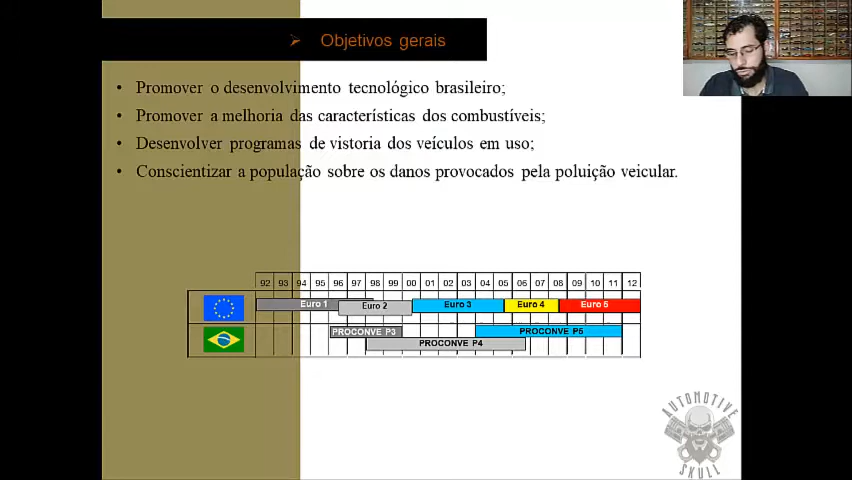 ➢ Objetivos gerais
• Promover o desenvolvimento tecnológico brasileiro;
• Promover a melhoria das características dos combustíveis;
• Desenvolver programas de vistoria dos veículos em uso;
• Conscientizar a população sobre os danos provocados pela poluição veicular.
92 93 94 95 96 97 98 99 00 01 02 03 04 05 06 07 08 09 10 11 12
Euro 1 Euro 2 Euro 3 Euro 4 Euro 5
PROCONVE P3 PROCONVE P5
PROCONVE P4
AUTOMOTIVE
SKULL